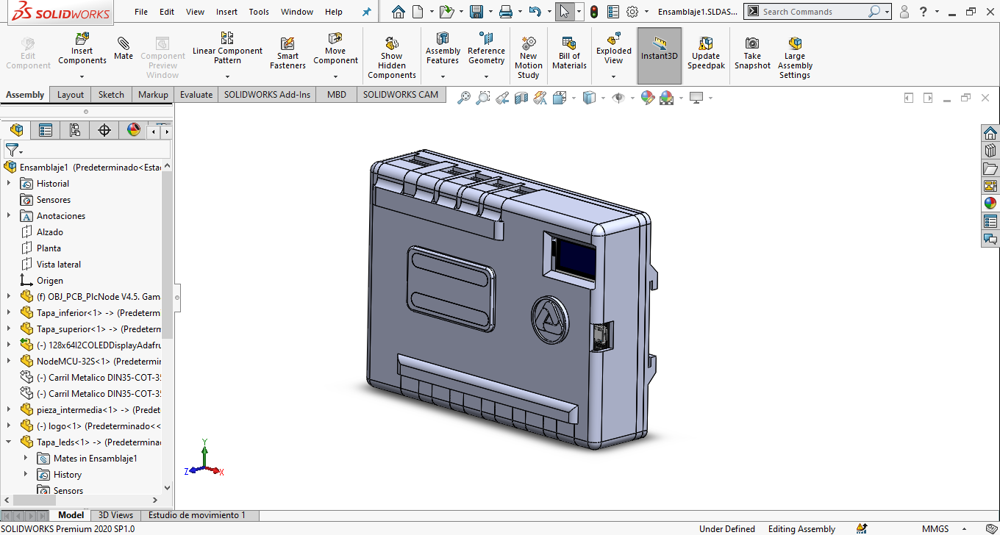 SOLIDWORKS File Edit View Insert Tools Window Help Ensamblaje1.SLDAS... Search Commands ?
Edit Component
Insert Components
Mate
Component Preview Window
Linear Component Pattern
Smart Fasteners
Move Component
Show Hidden Components
Assembly Features
Reference Geometry
New Motion Study
Bill of Materials
Exploded View
Instant3D
Update Speedpak
Take Snapshot
Large Assembly Settings
Assembly Layout Sketch Markup Evaluate SOLIDWORKS Add-Ins MBD SOLIDWORKS CAM
Ensamblaje1 (Predeterminado<Esta
Historial
Sensores
Anotaciones
Alzado
Planta
Vista lateral
Origen
(f) OBJ_PCB_PlcNode V4.5. Gam
Tapa_inferior<1> -> (Predeterm
Tapa_superior<1> -> (Predeterm
(-) 128x64I2COLEDDisplayAdafru
NodeMCU-32S<1> (Predetermin
(-) Carril Metalico DIN35-COT-3
(-) Carril Metalico DIN35-COT-3
pieza_intermedia<1> -> (Predet
(-) logo<1> (Predeterminado<<
Tapa_leds<1> -> (Predetermina
Mates in Ensamblaje1
History
Sensors
Y
Z X
Model 3D Views Estudio de movimiento 1
SOLIDWORKS Premium 2020 SP1.0 Under Defined Editing Assembly MMGS